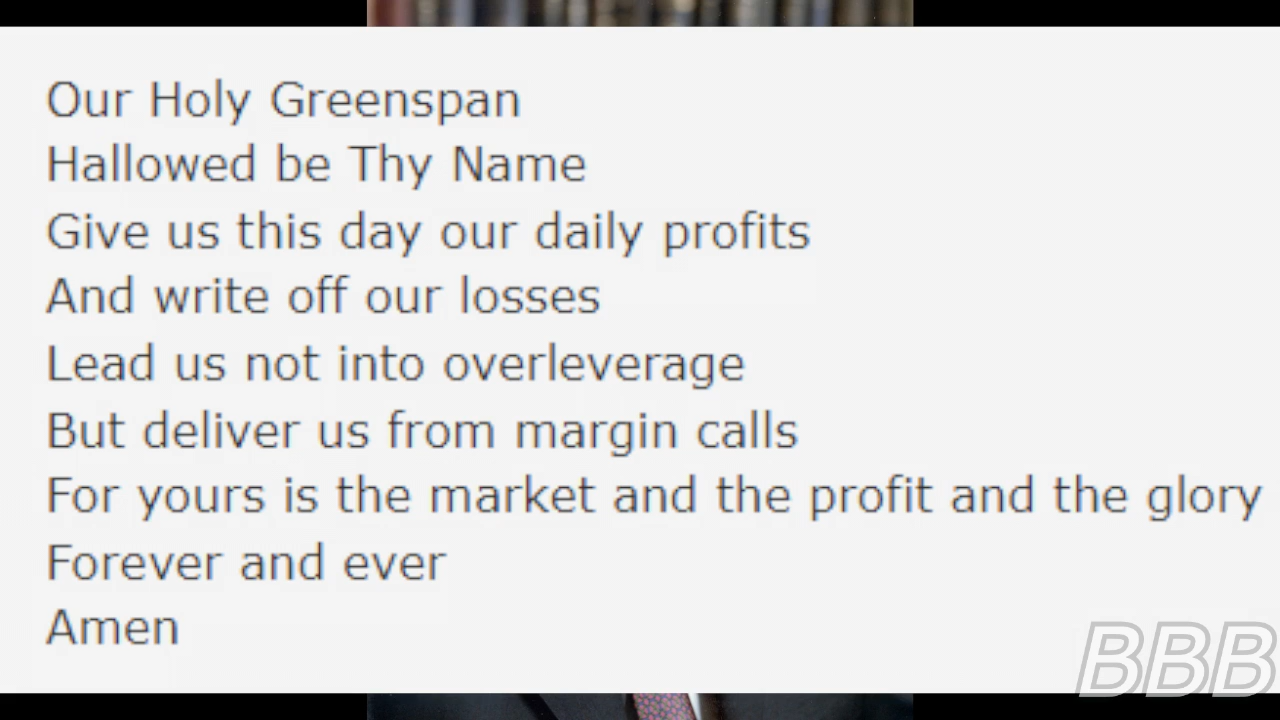 Our Holy Greenspan
Hallowed be Thy Name
Give us this day our daily profits
And write off our losses
Lead us not into overleverage
But deliver us from margin calls
For yours is the market and the profit and the glory
Forever and ever
Amen
BBB